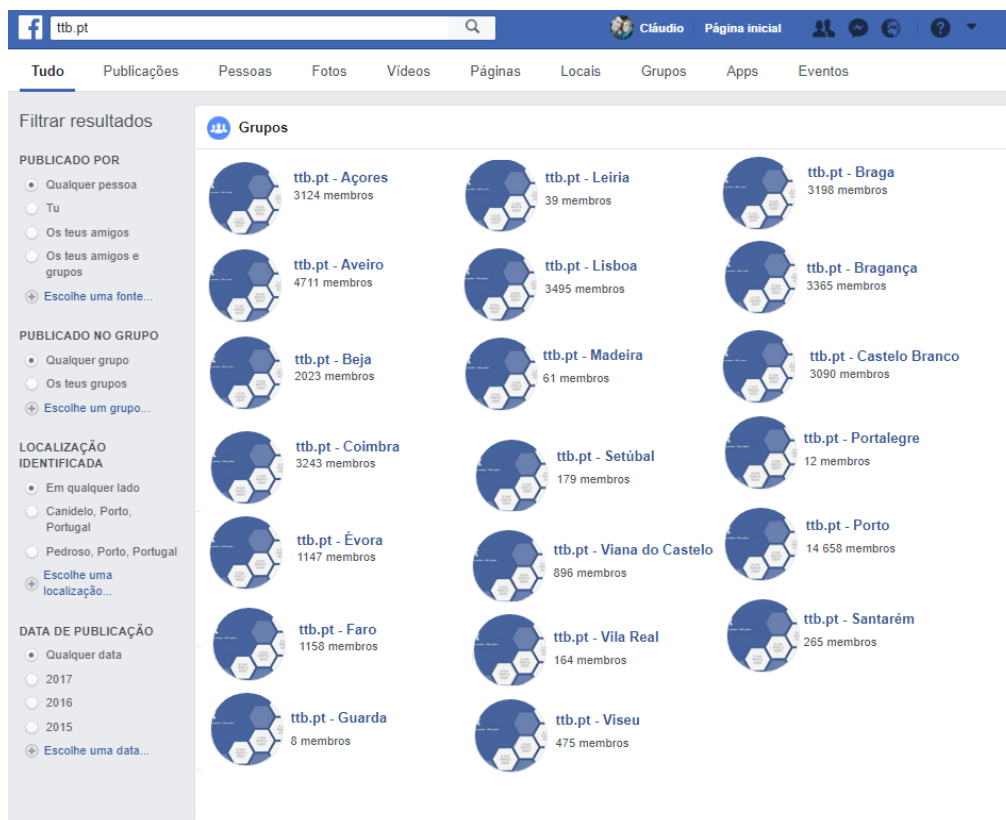 ttb.pt
Cláudio
Página inicial
Tudo
Publicações
Pessoas
Fotos
Vídeos
Páginas
Locais
Grupos
Apps
Eventos
Filtrar resultados
PUBLICADO POR
Qualquer pessoa
Tu
Os teus amigos
Os teus amigos e
grupos
Escolhe uma fonte...
PUBLICADO NO GRUPO
Qualquer grupo
Os teus grupos
Escolhe um grupo...
LOCALIZAÇÃO
IDENTIFICADA
Em qualquer lado
Canidelo, Porto,
Portugal
Pedroso, Porto, Portugal
Escolhe uma
localização...
DATA DE PUBLICAÇÃO
Qualquer data
2017
2016
2015
Escolhe uma data...
Grupos
ttb.pt - Açores
3124 membros
ttb.pt - Aveiro
4711 membros
ttb.pt - Beja
2023 membros
ttb.pt - Coimbra
3243 membros
ttb.pt - Évora
1147 membros
ttb.pt - Faro
1158 membros
ttb.pt - Guarda
8 membros
ttb.pt - Leiria
39 membros
ttb.pt - Lisboa
3495 membros
ttb.pt - Madeira
61 membros
ttb.pt - Setúbal
179 membros
ttb.pt - Viana do Castelo
896 membros
ttb.pt - Vila Real
164 membros
ttb.pt - Viseu
475 membros
ttb.pt - Braga
3198 membros
ttb.pt - Bragança
3365 membros
ttb.pt - Castelo Branco
3090 membros
ttb.pt - Portalegre
12 membros
ttb.pt - Porto
14 658 membros
ttb.pt - Santarém
265 membros